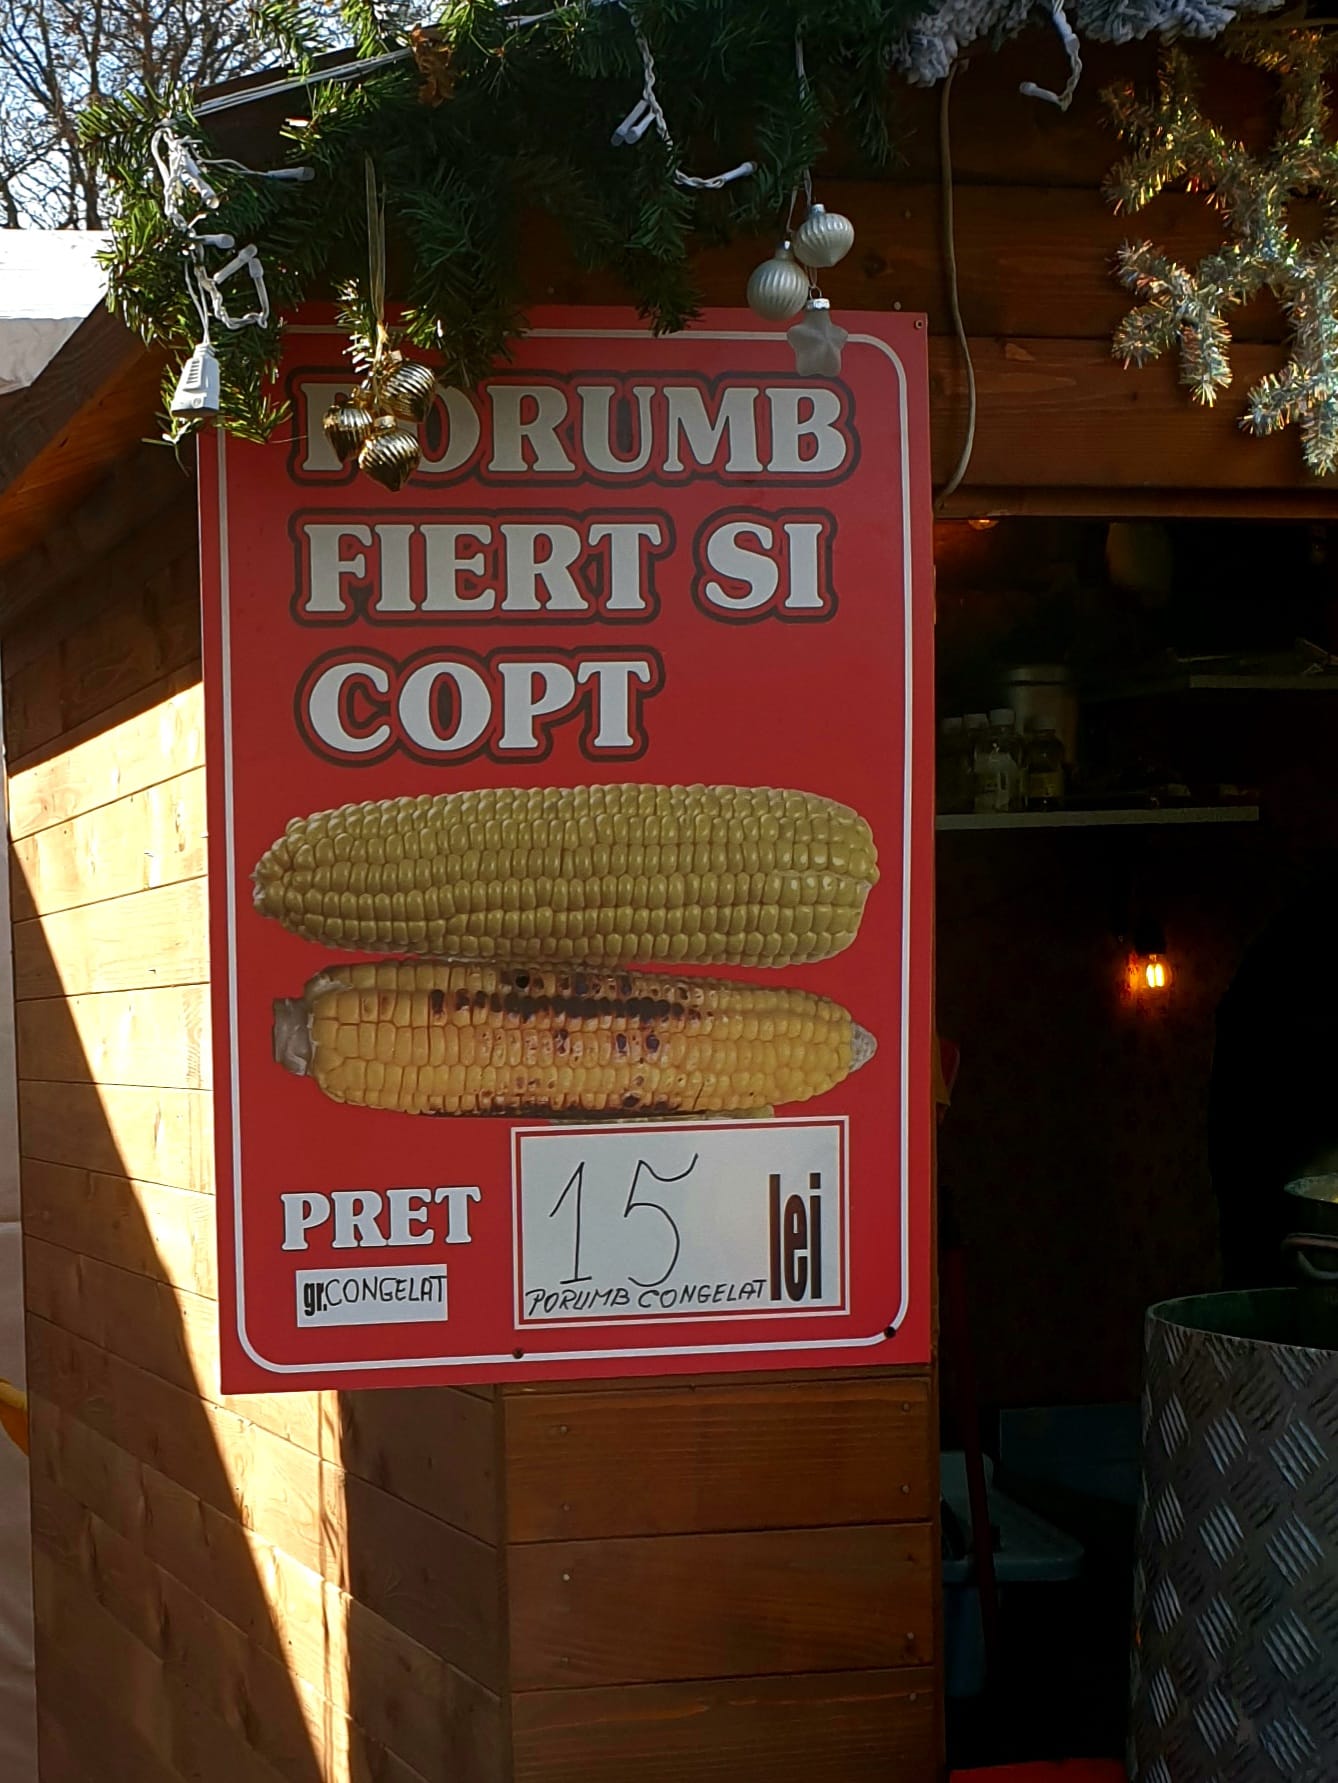 PORUMB
FIERT SI
COPT
PRET
gr.CONGELAT
15 lei
PORUMB CONGELAT